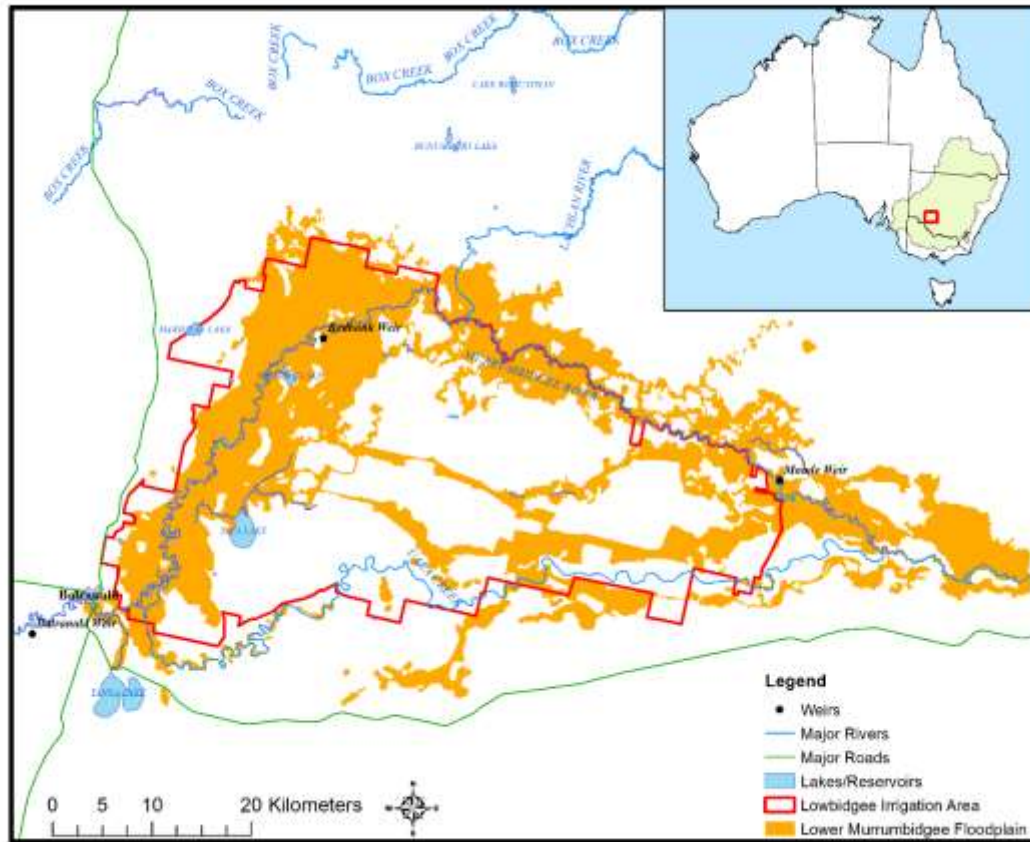 BOX CREEK
BOX CREEK
BOX CREEK
BOX CREEK
BOX CREEK
BOX CREEK
LACHLAN RIVER
Redbank Weir
MURRUMBIDGEE RIVER
Maude Weir
LAKE
Balranald
Balranald Weir
Legend
Weirs
Major Rivers
Major Roads
Lakes/Reservoirs
Lowbidgee Irrigation Area
Lower Murrumbidgee Floodplain
0 5 10 20 Kilometers